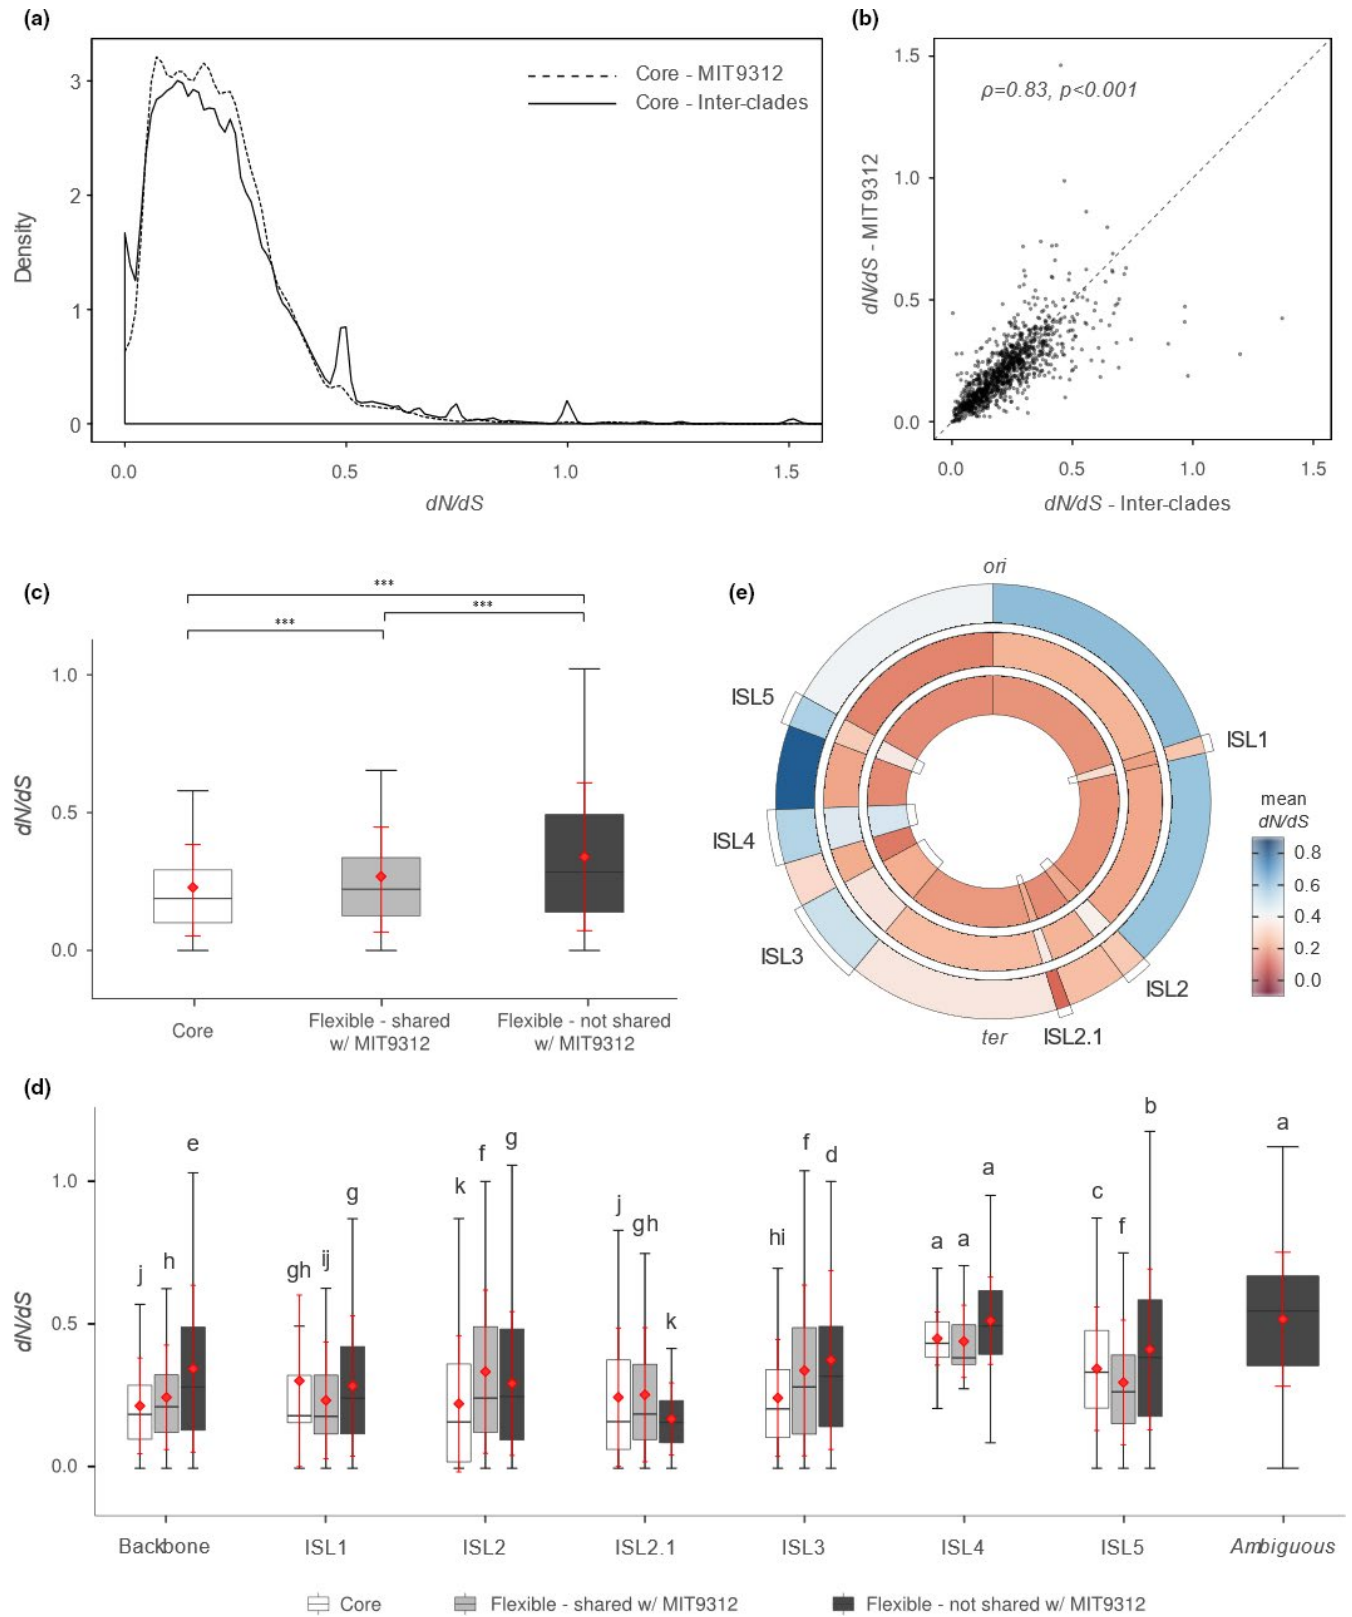 (a)
Core - MIT9312
Core - Inter-clades
Density
3
2
1
0
0.0
0.5
1.0
1.5
dN/dS
(b)
ρ=0.83, p<0.001
dN/dS - MIT9312
1.5
1.0
0.5
0.0
0.0
0.5
1.0
1.5
dN/dS - Inter-clades
(c)
***
***
***
dN/dS
1.0
0.5
0.0
Core
Flexible - shared
w/ MIT9312
Flexible - not shared
w/ MIT9312
(e)
ori
ISL5
ISL1
ISL4
ISL3
ISL2
ter
ISL2.1
mean
dN/dS
0.8
0.6
0.4
0.2
0.0
(d)
dN/dS
1.0
0.5
0.0
j
h
e
gh
ij
g
k
f
g
j
gh
k
hi
f
d
a
a
a
c
f
b
a
Backbone
ISL1
ISL2
ISL2.1
ISL3
ISL4
ISL5
Ambiguous
Core
Flexible - shared w/ MIT9312
Flexible - not shared w/ MIT9312